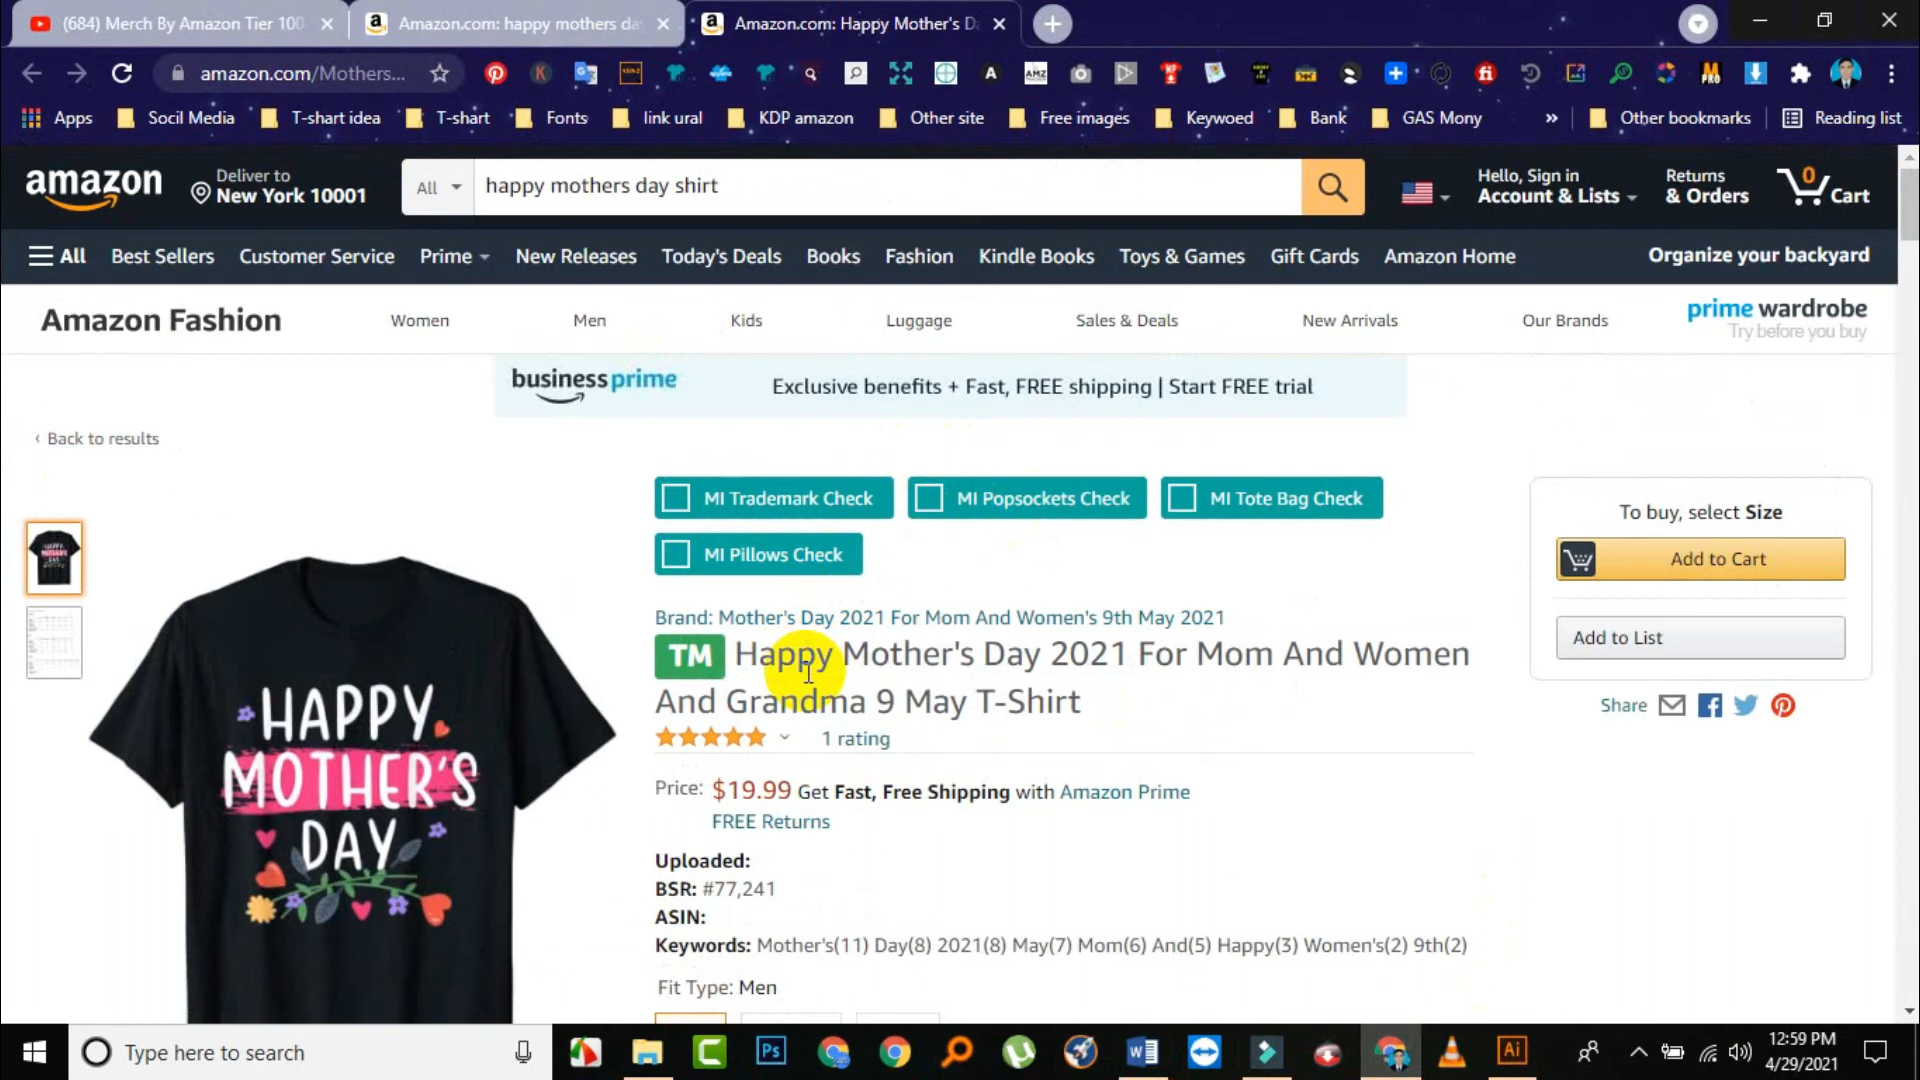 (684) Merch By Amazon Tier 100
Amazon.com: happy mothers da
Amazon.com: Happy Mother's D
amazon.com/Mothers...
Apps
Socil Media
T-shart idea
T-shart
Fonts
link ural
KDP amazon
Other site
Free images
Keywoed
Bank
GAS Mony
»
Other bookmarks
Reading list
amazon
Deliver to
New York 10001
All
happy mothers day shirt
Hello, Sign in
Account & Lists
Returns
& Orders
0
Cart
All
Best Sellers
Customer Service
Prime
New Releases
Today's Deals
Books
Fashion
Kindle Books
Toys & Games
Gift Cards
Amazon Home
Organize your backyard
Amazon Fashion
Women
Men
Kids
Luggage
Sales & Deals
New Arrivals
Our Brands
prime wardrobe
Try before you buy
business prime
Exclusive benefits + Fast, FREE shipping | Start FREE trial
‹ Back to results
MI Trademark Check
MI Popsockets Check
MI Tote Bag Check
MI Pillows Check
Brand: Mother's Day 2021 For Mom And Women's 9th May 2021
TM Happy Mother's Day 2021 For Mom And Women
And Grandma 9 May T-Shirt
1 rating
Price: $19.99 Get Fast, Free Shipping with Amazon Prime
FREE Returns
Uploaded:
BSR: #77,241
ASIN:
Keywords: Mother's(11) Day(8) 2021(8) May(7) Mom(6) And(5) Happy(3) Women's(2) 9th(2)
Fit Type: Men
To buy, select Size
Add to Cart
Add to List
Share
HAPPY
MOTHER'S
DAY
Type here to search
Ps
Ai
12:59 PM
4/29/2021